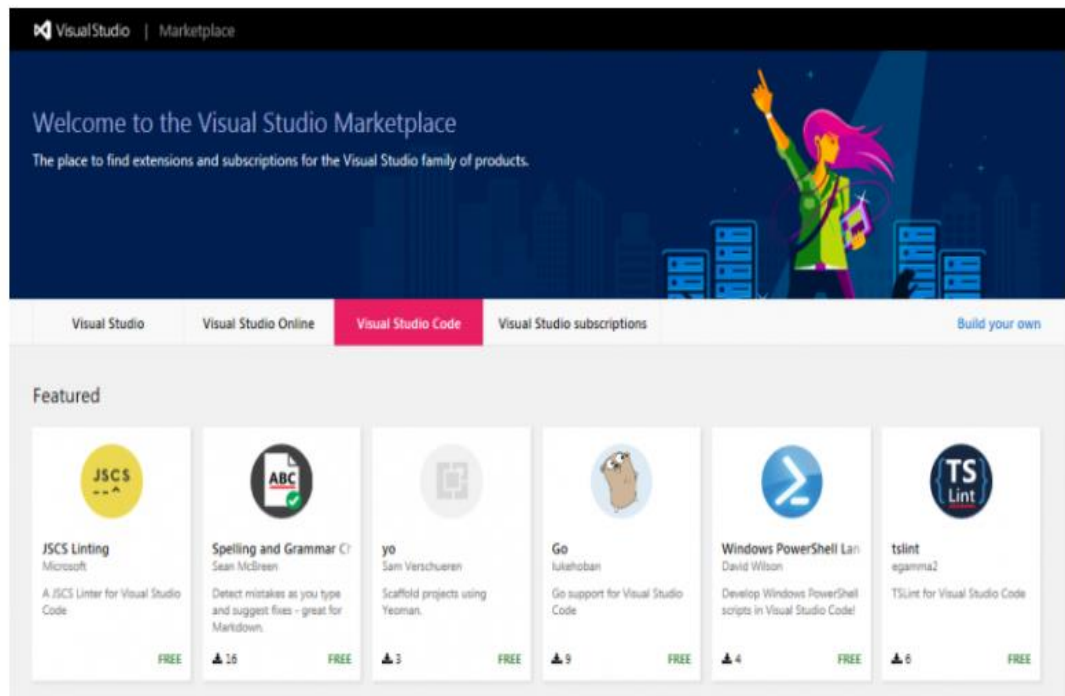 Visual Studio | Marketplace
Welcome to the Visual Studio Marketplace
The place to find extensions and subscriptions for the Visual Studio family of products.
Visual Studio
Visual Studio Online
Visual Studio Code
Visual Studio subscriptions
Build your own
Featured
JSCS
JSCS Linting
Microsoft
A JSCS Linter for Visual Studio
Code
FREE
ABC
Spelling and Grammar Ch
Sean McBreen
Detect mistakes as you type
and suggest fixes - great for
Markdown.
16
FREE
yo
Sam Verschueren
Scaffold projects using
Yeoman.
3
FREE
Go
lukehoban
Go support for Visual Studio
Code
9
FREE
Windows PowerShell Lan
David Wilson
Develop Windows PowerShell
scripts in Visual Studio Code!
4
FREE
TS
Lint
tslint
egamma2
TSLint for Visual Studio Code
6
FREE